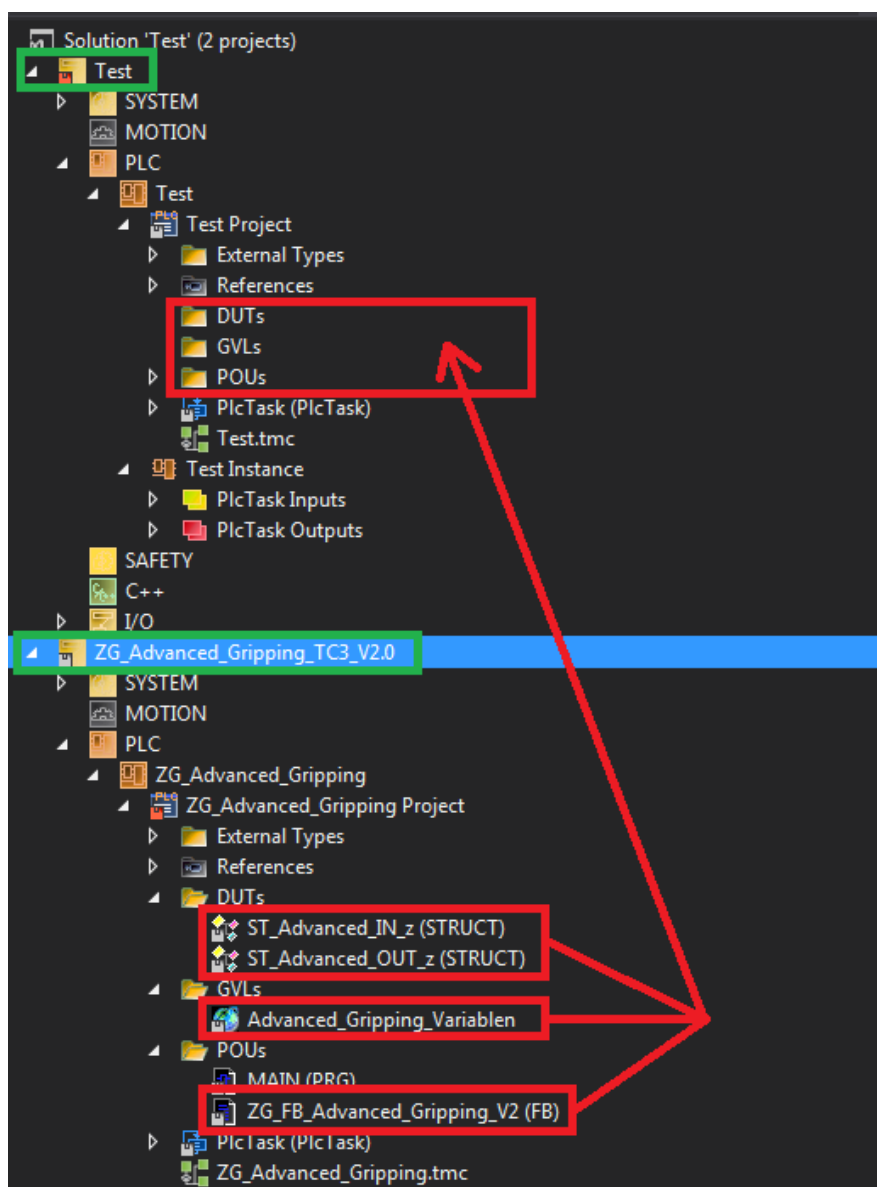 Solution 'Test' (2 projects)
Test
SYSTEM
MOTION
PLC
Test
Test Project
External Types
References
DUTs
GVLs
POUs
PlcTask (PlcTask)
Test.tmc
Test Instance
PlcTask Inputs
PlcTask Outputs
SAFETY
C++
I/O
ZG_Advanced_Gripping_TC3_V2.0
SYSTEM
MOTION
PLC
ZG_Advanced_Gripping
ZG_Advanced_Gripping Project
External Types
References
DUTs
ST_Advanced_IN_z (STRUCT)
ST_Advanced_OUT_z (STRUCT)
GVLs
Advanced_Gripping_Variablen
POUs
MAIN (PRG)
ZG_FB_Advanced_Gripping_V2 (FB)
PlcTask (PlcTask)
ZG_Advanced_Gripping.tmc